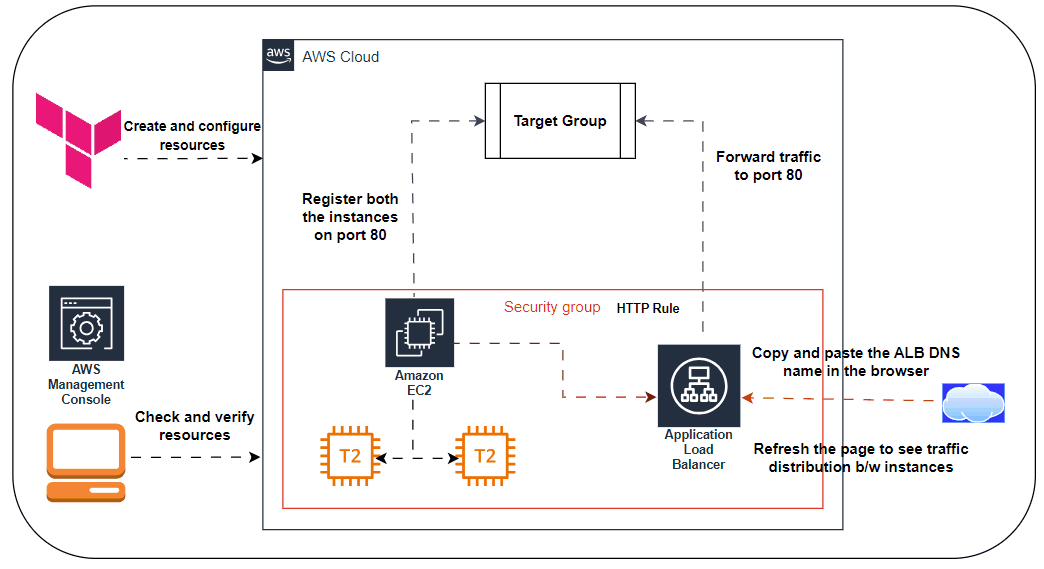 aws
AWS Cloud
Target Group
Create and configure
resources
Forward traffic
to port 80
Register both
the instances
on port 80
Security group
HTTP Rule
AWS
Management
Console
Amazon
EC2
Copy and paste the ALB DNS
name in the browser
Check and verify
resources
T2
T2
Application
Load
Balancer
Refresh the page to see traffic
distribution b/w instances